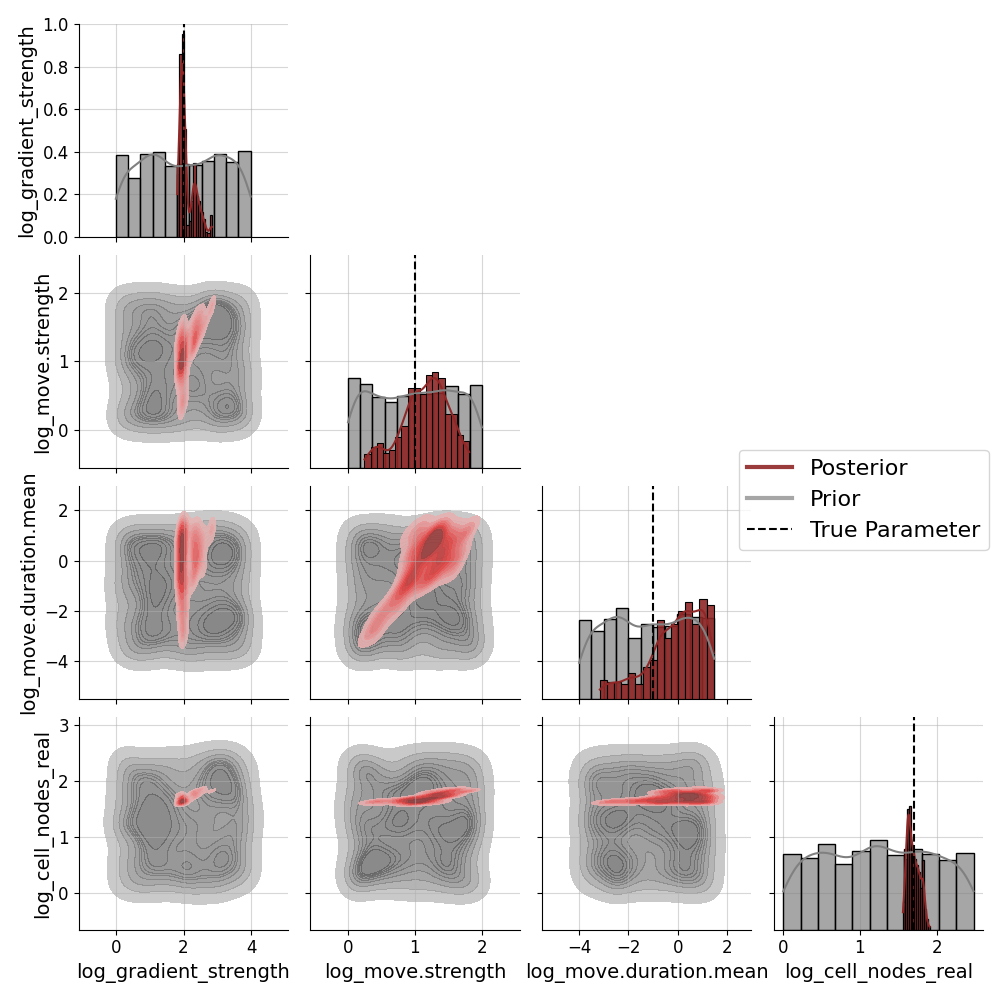 1.0
0.8
0.6
0.4
0.2
0.0
log_gradient_strength
2
1
0
log_move.strength
2
0
−2
−4
log_move.duration.mean
Posterior
Prior
True Parameter
3
2
1
0
log_cell_nodes_real
0 2 4
0 1 2
−4 −2 0 2
0 1 2
log_gradient_strength
log_move.strength
log_move.duration.mean
log_cell_nodes_real